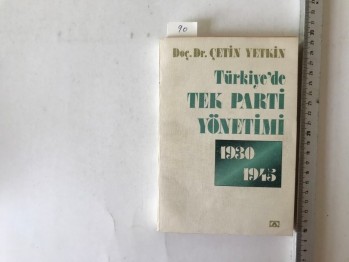 90
Doç. Dr. ÇETİN YETKİN
Türkiye'de
TEK PARTİ
YÖNETİMİ
1930
1945